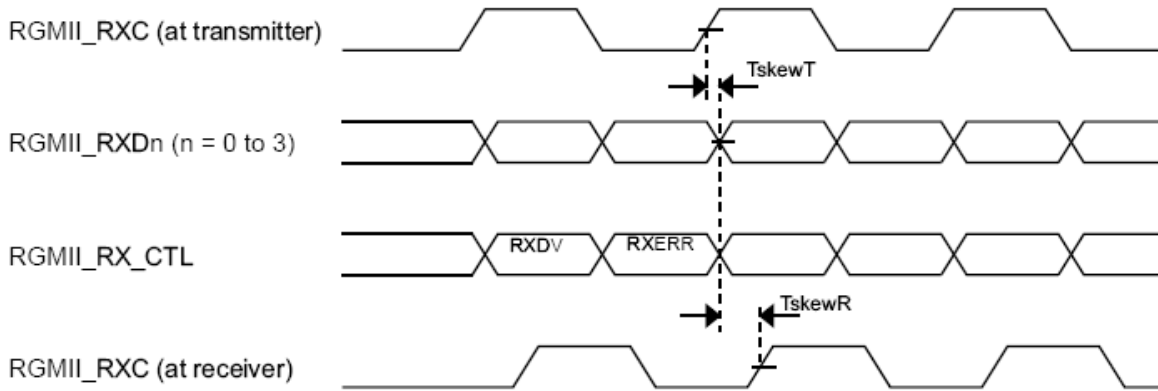 RGMII_RXC (at transmitter)
TskewT
RGMII_RXDn (n = 0 to 3)
RGMII_RX_CTL
RXDV
RXERR
TskewR
RGMII_RXC (at receiver)